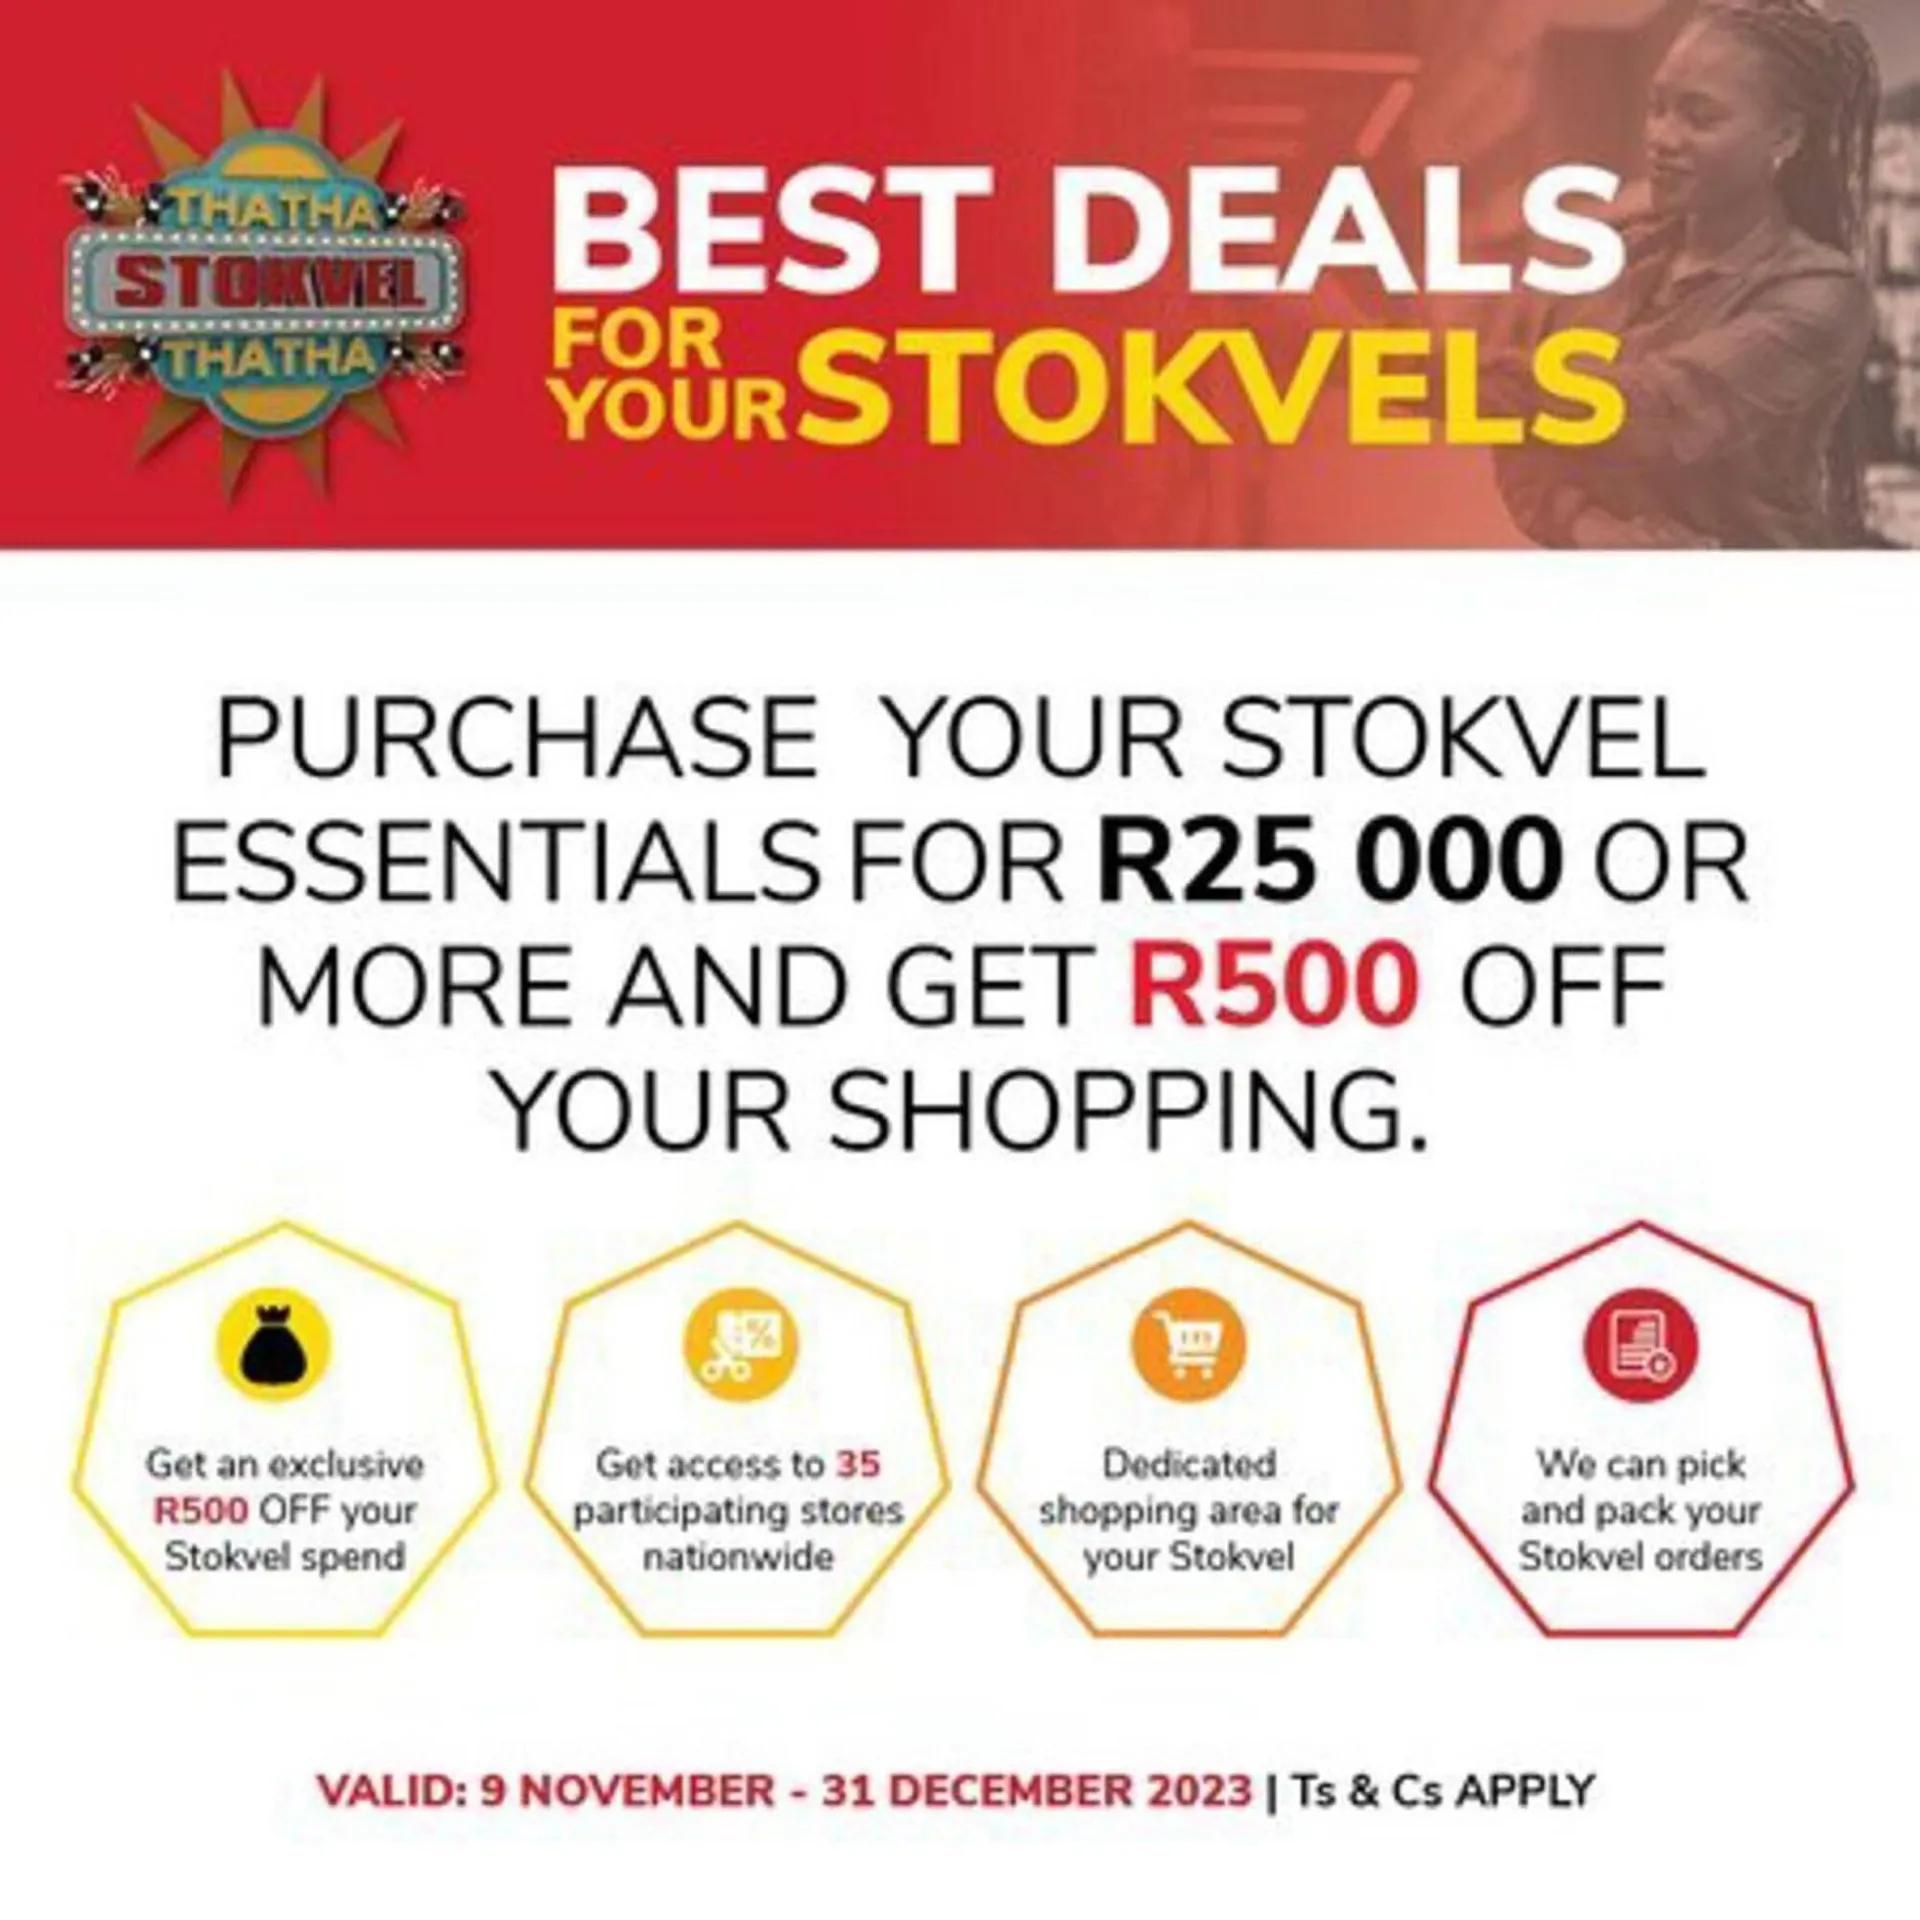 THATHA
STOKVEL
THATHA
BEST DEALS
FOR
YOUR STOKVELS
PURCHASE YOUR STOKVEL
ESSENTIALS FOR R25 000 OR
MORE AND GET R500 OFF
YOUR SHOPPING.
%
Get an exclusive
R500 OFF your
Stokvel spend
Get access to 35
participating stores
nationwide
Dedicated
shopping area for
your Stokvel
We can pick
and pack your
Stokvel orders
VALID: 9 NOVEMBER - 31 DECEMBER 2023 | Ts & Cs APPLY